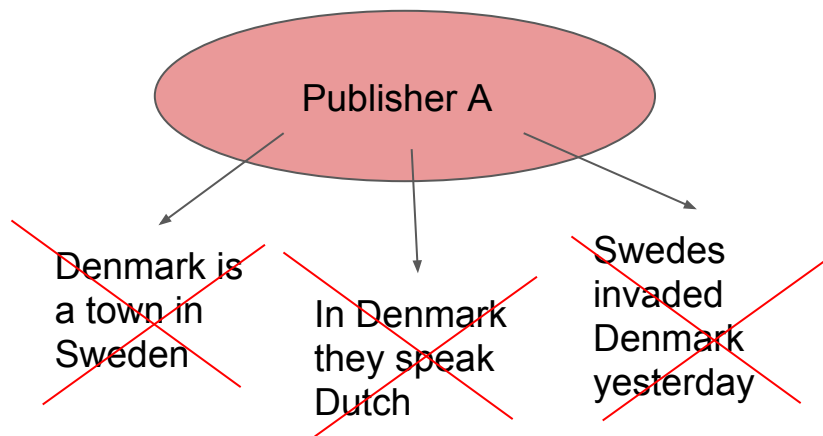 Publisher A
Denmark is
a town in
Sweden
In Denmark
they speak
Dutch
Swedes
invaded
Denmark
yesterday